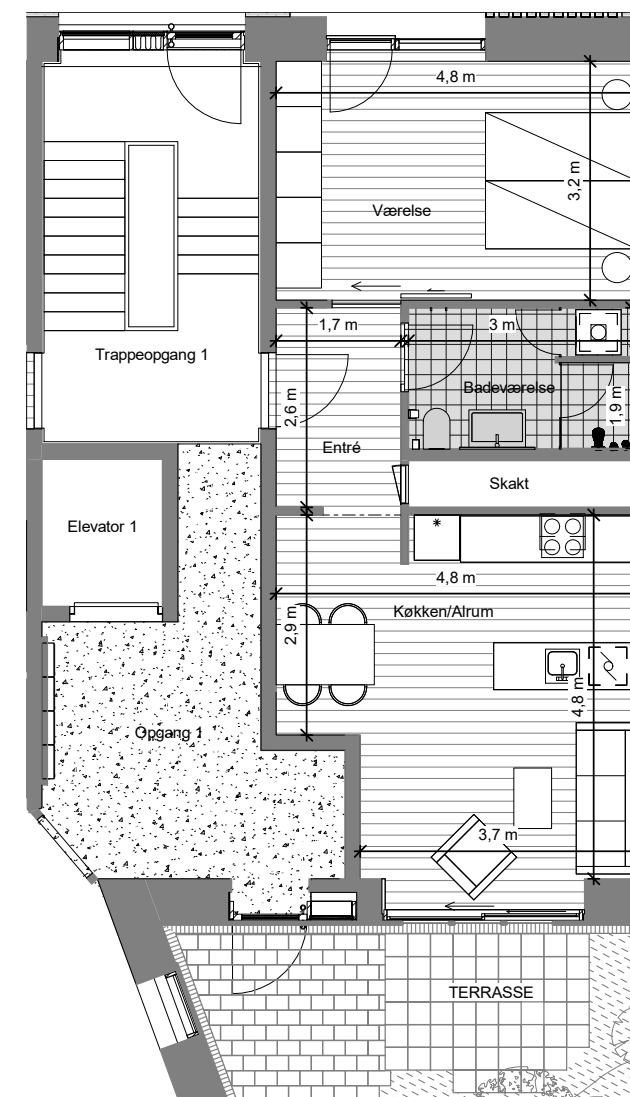 4,8 m
3,2 m
Værelse
1,7 m
3 m
Trappeopgang 1
Badeværelse
1,9 m
2,6 m
Entré
Skakt
Elevator 1
*
4,8 m
Køkken/Alrum
2,9 m
4,8 m
Opgang 1
3,7 m
TERRASSE